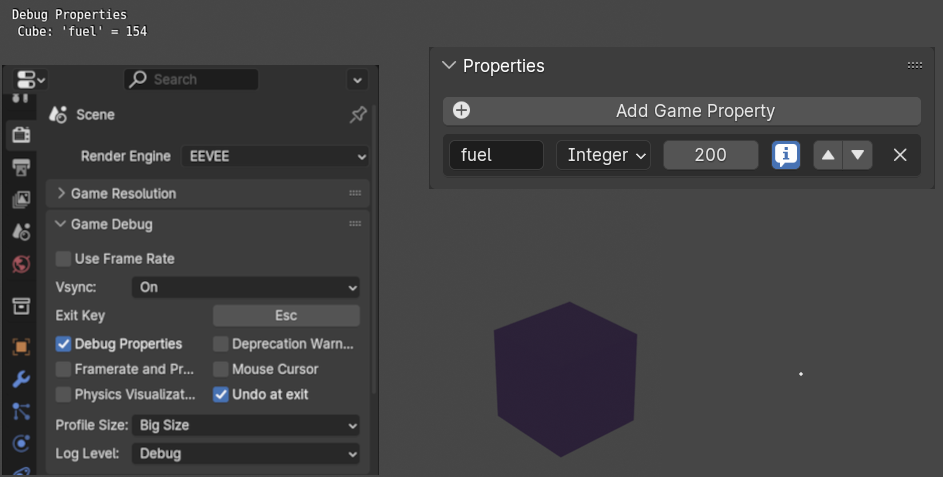 Debug Properties
Cube: 'fuel' = 154
Search
Scene
Render Engine EEVEE
Game Resolution
Game Debug
Use Frame Rate
Vsync: On
Exit Key Esc
Debug Properties Deprecation Warn...
Framerate and Pr... Mouse Cursor
Physics Visualizat... Undo at exit
Profile Size: Big Size
Log Level: Debug
Properties
Add Game Property
fuel Integer 200